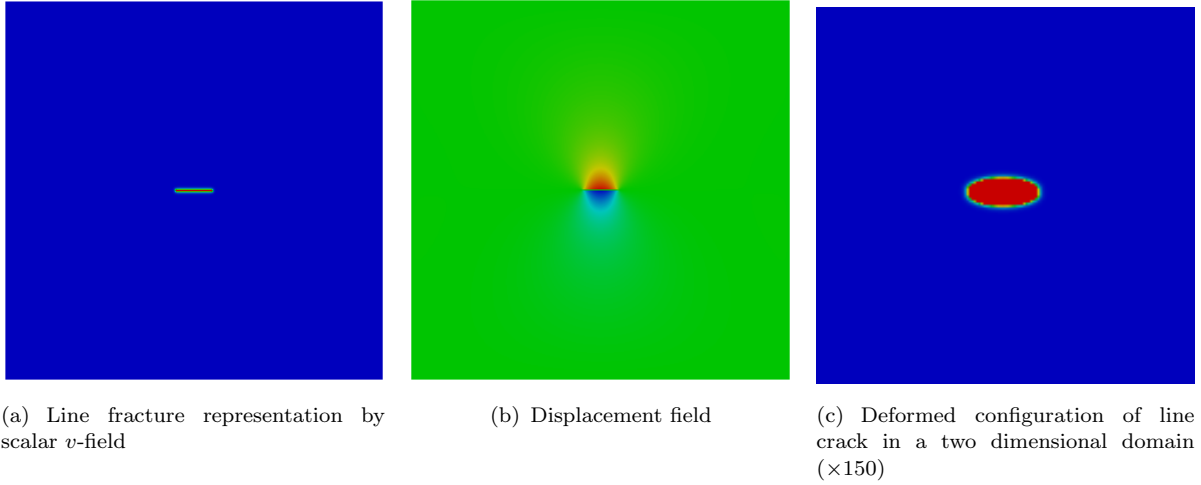 (a) Line fracture representation by
scalar v-field
(b) Displacement field
(c) Deformed configuration of line
crack in a two dimensional domain
(×150)